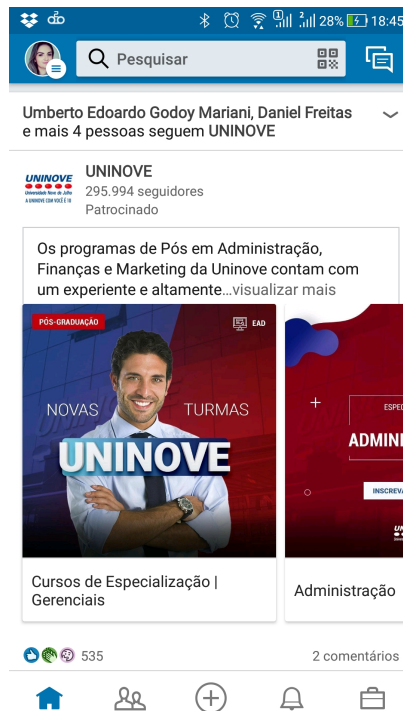 28% 18:45
Pesquisar
Umberto Edoardo Godoy Mariani, Daniel Freitas
e mais 4 pessoas seguem UNINOVE
UNINOVE
Universidade Nove de Julho
A UNINOVE COM VOCÊ É 10
UNINOVE
295.994 seguidores
Patrocinado
Os programas de Pós em Administração,
Finanças e Marketing da Uninove contam com
um experiente e altamente...visualizar mais
PÓS-GRADUAÇÃO
EAD
NOVAS TURMAS
UNINOVE
ESPE
ADMINI
INSCREVA
UN
Cursos de Especialização |
Gerenciais
Administração
535
2 comentários